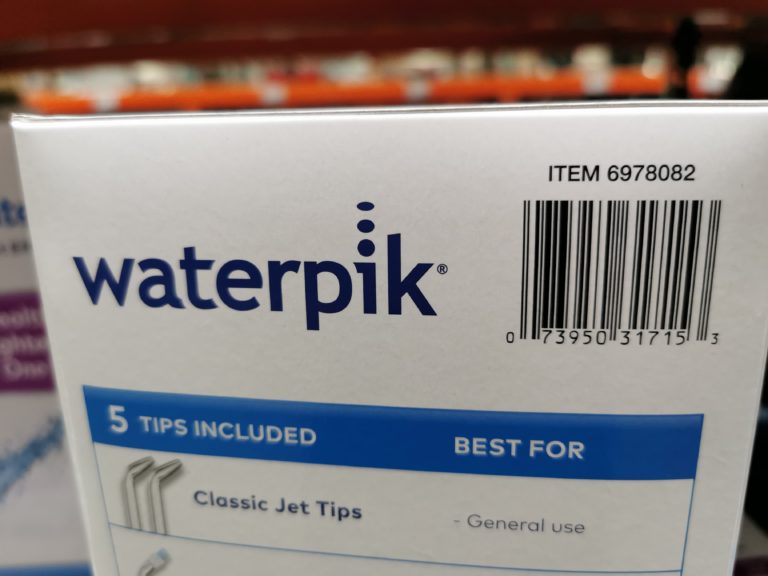 ITEM 6978082
waterpik®
0 73950 31715 3
5 TIPS INCLUDED BEST FOR
Classic Jet Tips - General use